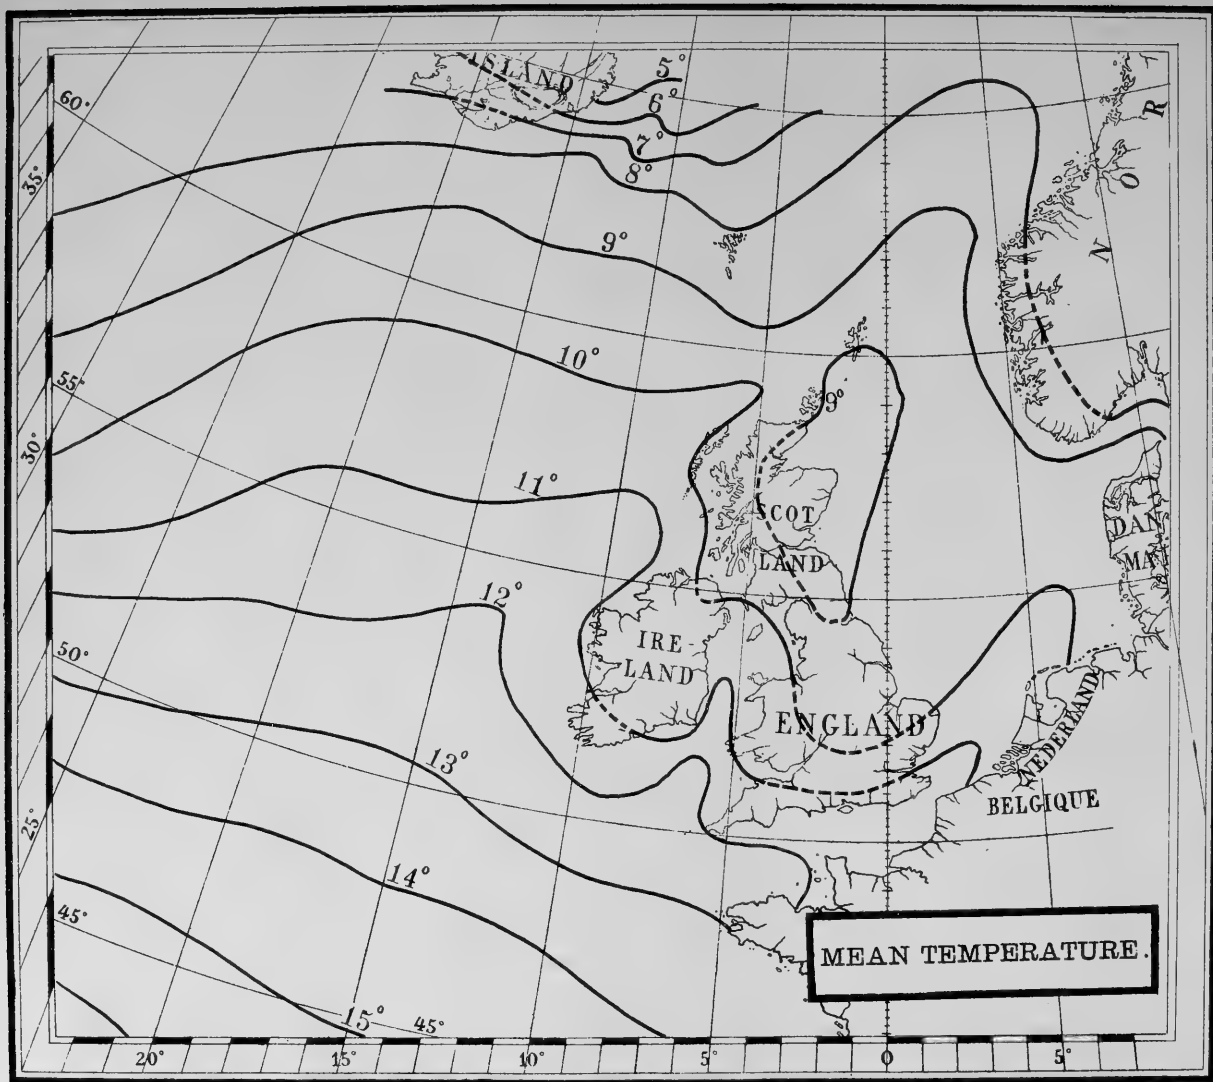 ISLAND
5°
6°
7°
8°
9°
10°
9°
11°
12°
13°
14°
15°
60°
35°
55°
30°
50°
25°
45°
45°
N O R
SCOT
LAND
IRE
LAND
ENGLAND
DAN
MA
NEDERLAND
BELGIQUE
MEAN TEMPERATURE.
20°
15°
10°
5°
0
5°